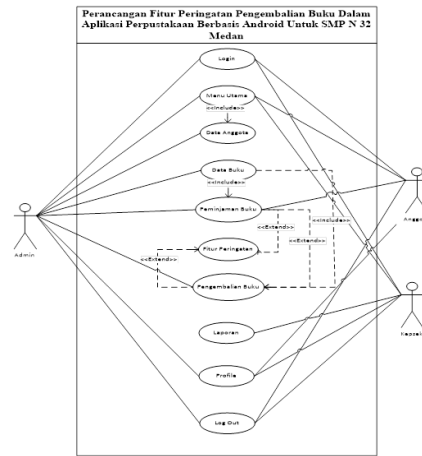 Perancangan Fitur Peringatan Pengembalian Buku Dalam
Aplikasi Perpustakaan Berbasis Android Untuk SMP N 32
Medan
Login
Menu Utama
<<Include>>
Data Anggota
Data Buku
<<Include>>
Peminjaman Buku
<<Include>>
<<Extend>>
Fitur Peringatan
<<Extend>>
<<Extend>>
Pengembalian Buku
Laporan
Profile
Log Out
Admin
Kepsek